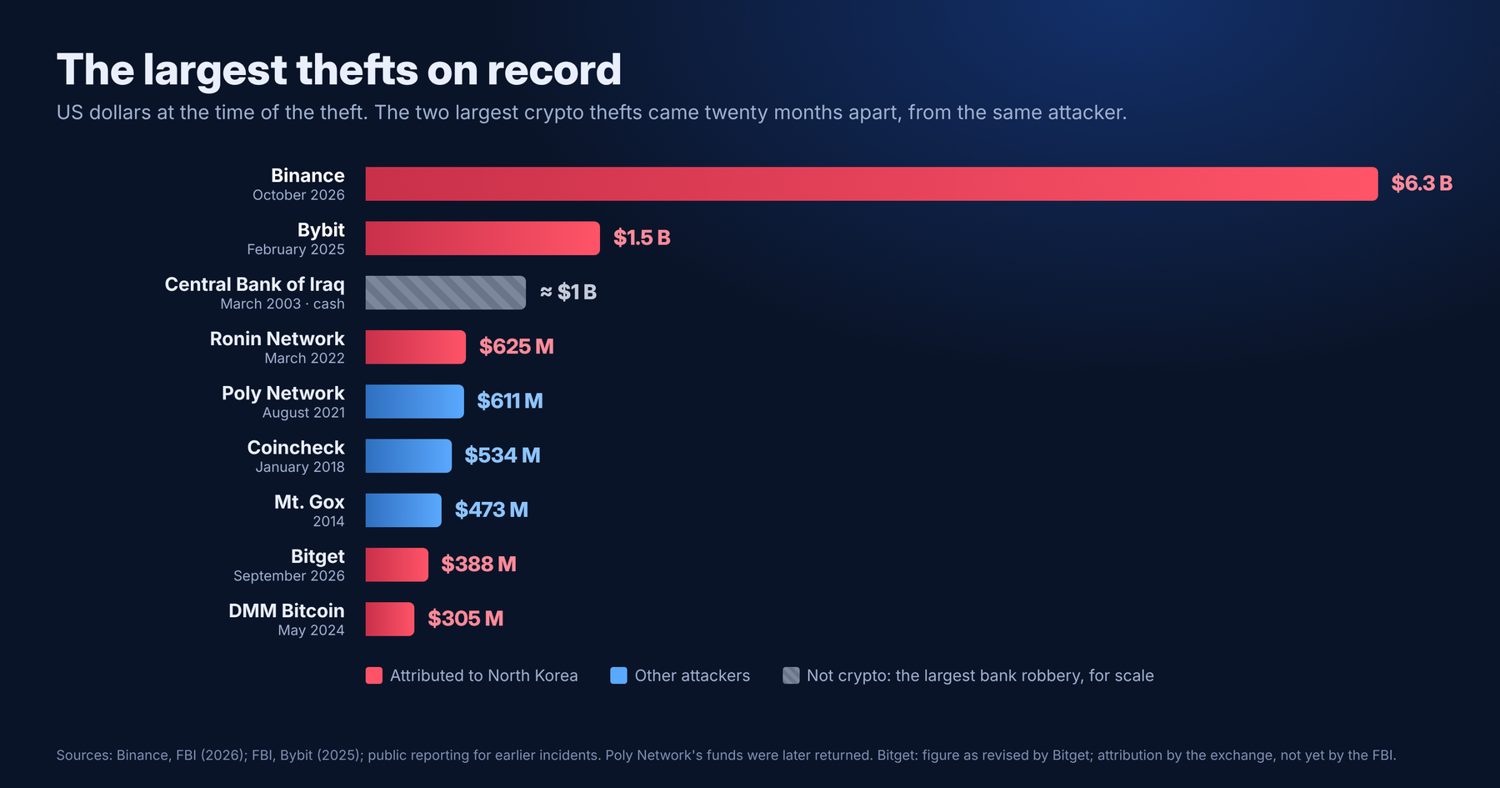 The largest thefts on record
US dollars at the time of the theft. The two largest crypto thefts came twenty months apart, from the same attacker.
Binance
October 2026
$6.3 B
Bybit
February 2025
$1.5 B
Central Bank of Iraq
March 2003 · cash
≈ $1 B
Ronin Network
March 2022
$625 M
Poly Network
August 2021
$611 M
Coincheck
January 2018
$534 M
Mt. Gox
2014
$473 M
Bitget
September 2026
$388 M
DMM Bitcoin
May 2024
$305 M
Attributed to North Korea
Other attackers
Not crypto: the largest bank robbery, for scale
Sources: Binance, FBI (2026); FBI, Bybit (2025); public reporting for earlier incidents. Poly Network's funds were later returned. Bitget: figure as revised by Bitget; attribution by the exchange, not yet by the FBI.